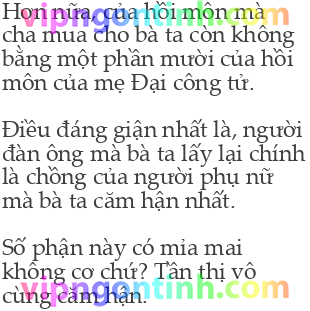 Hơn nữa, của hồi môn mà
vipngontinh.com
cha mua cho bà ta còn không
bằng một phần mười của hồi
môn của mẹ Đại công tử.
Điều đáng giận nhất là, người
đàn ông mà bà ta lấy lại chính
là chồng của người phụ nữ
mà bà ta căm hận nhất.
Số phận này có mỉa mai
không cơ chứ? Tần thị vô
vipngontinh.com
cùng căm hận.